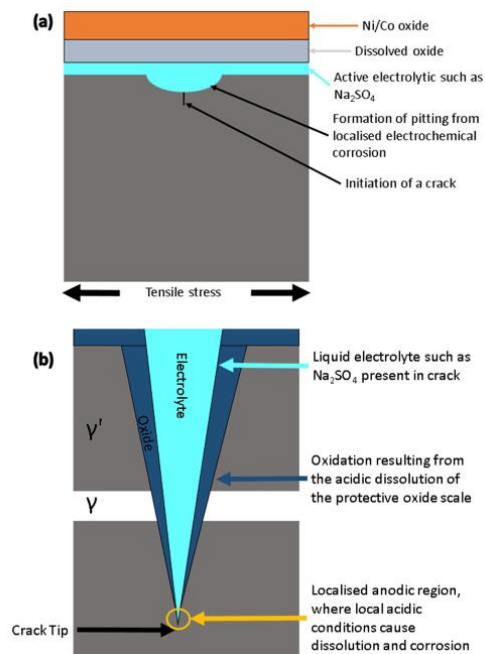 (a)
Ni/Co oxide
Dissolved oxide
Active electrolytic such as
Na₂SO₄
Formation of pitting from
localised electrochemical
corrosion
Initiation of a crack
Tensile stress
(b)
Electrolyte
Oxide
γ'
γ
Liquid electrolyte such as
Na₂SO₄ present in crack
Oxidation resulting from
the acidic dissolution of
the protective oxide scale
Localised anodic region,
where local acidic
conditions cause
dissolution and corrosion
Crack Tip